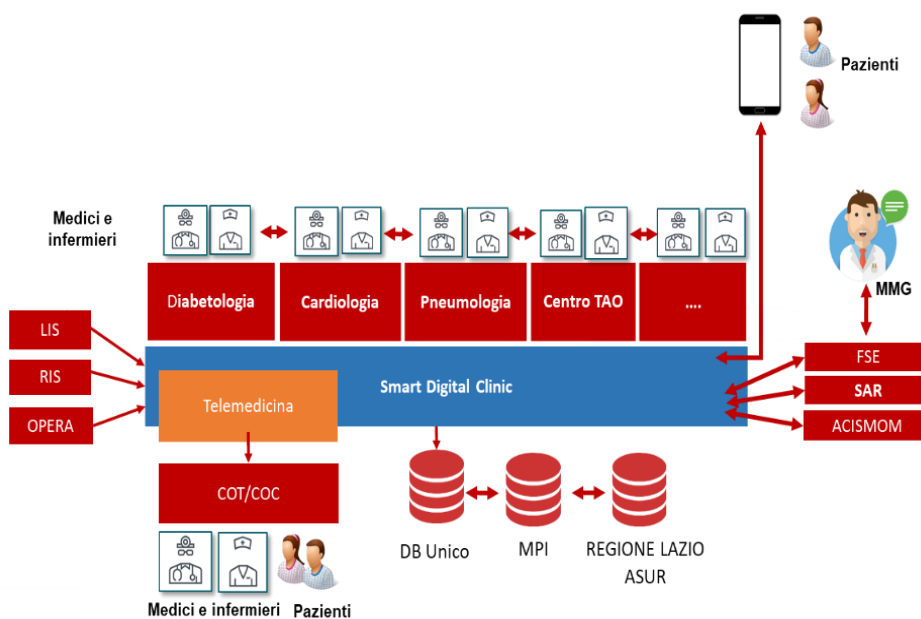 Pazienti
Medici e
infermieri
MMG
Diabetologia
Cardiologia
Pneumologia
Centro TAO
....
LIS
RIS
OPERA
Smart Digital Clinic
Telemedicina
FSE
SAR
ACISMOM
COT/COC
DB Unico
MPI
REGIONE LAZIO
ASUR
Medici e infermieri
Pazienti